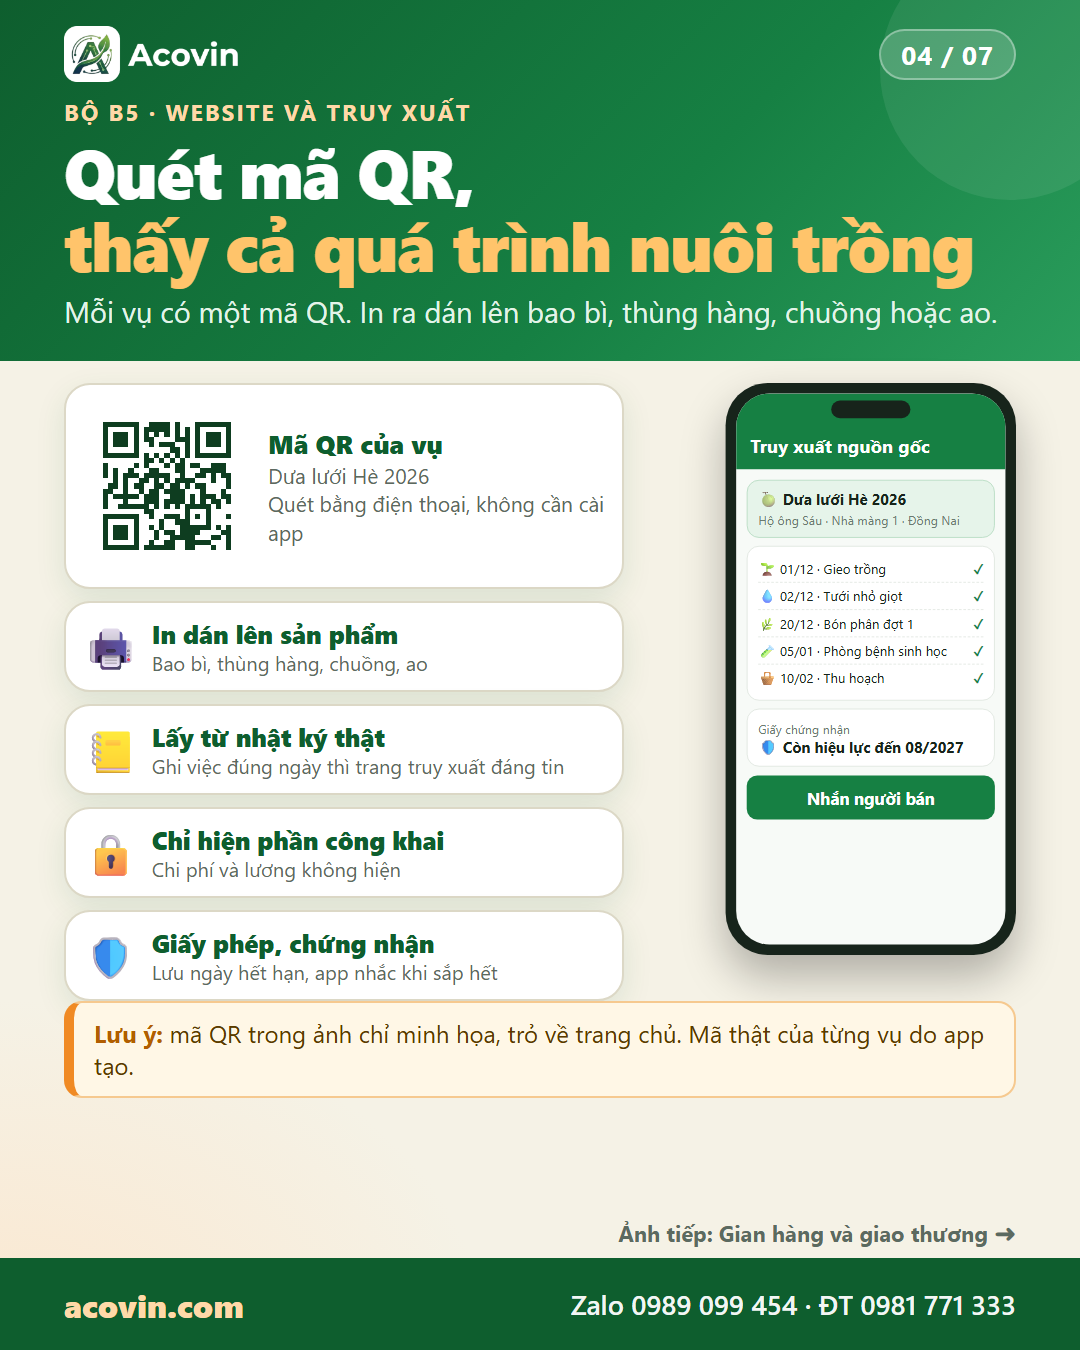 Acovin
04 / 07
BỘ B5 · WEBSITE VÀ TRUY XUẤT
Quét mã QR,
thấy cả quá trình nuôi trồng
Mỗi vụ có một mã QR. In ra dán lên bao bì, thùng hàng, chuồng hoặc ao.
Mã QR của vụ
Dưa lưới Hè 2026
Quét bằng điện thoại, không cần cài
app
In dán lên sản phẩm
Bao bì, thùng hàng, chuồng, ao
Lấy từ nhật ký thật
Ghi việc đúng ngày thì trang truy xuất đáng tin
Chỉ hiện phần công khai
Chi phí và lương không hiện
Giấy phép, chứng nhận
Lưu ngày hết hạn, app nhắc khi sắp hết
Truy xuất nguồn gốc
Dưa lưới Hè 2026
Hộ ông Sáu · Nhà màng 1 · Đồng Nai
01/12 · Gieo trồng ✓
02/12 · Tưới nhỏ giọt ✓
20/12 · Bón phân đợt 1 ✓
05/01 · Phòng bệnh sinh học ✓
10/02 · Thu hoạch ✓
Giấy chứng nhận
Còn hiệu lực đến 08/2027
Nhắn người bán
Lưu ý: mã QR trong ảnh chỉ minh họa, trỏ về trang chủ. Mã thật của từng vụ do app
tạo.
Ảnh tiếp: Gian hàng và giao thương →
acovin.com
Zalo 0989 099 454 · ĐT 0981 771 333